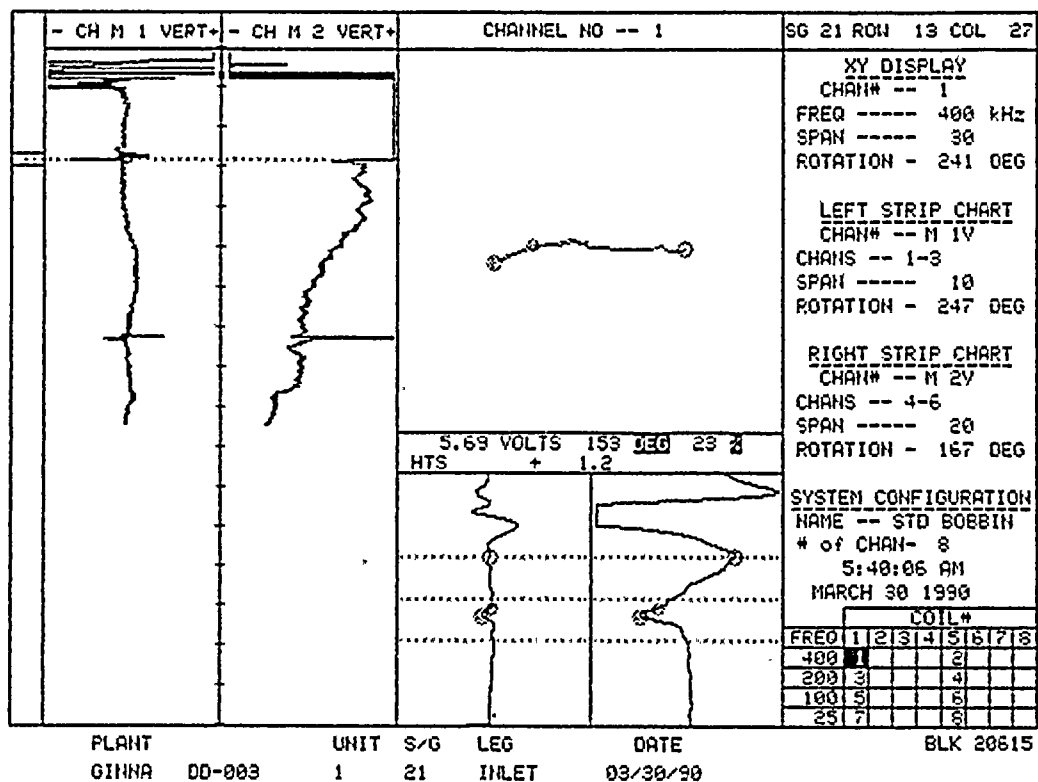 - CH M 1 VERT+ - CH M 2 VERT+ CHANNEL NO -- 1 SG 21 ROW 13 COL 27
XY DISPLAY
CHAN# -- 1
FREQ ----- 400 kHz
SPAN ----- 30
ROTATION - 241 DEG
LEFT STRIP CHART
CHAN# -- M 1V
CHANS -- 1-3
SPAN ----- 10
ROTATION - 247 DEG
RIGHT STRIP CHART
CHAN# -- M 2V
CHANS -- 4-6
SPAN ----- 20
ROTATION - 167 DEG
5.69 VOLTS 153 DEG 23 %
HTS + 1.2
SYSTEM CONFIGURATION
NAME -- STD BOBBIN
# of CHAN- 8
5:40:06 AM
MARCH 30 1990
COIL#
FREQ 1 2 3 4 5 6 7 8
400 1 2
200 3 4
100 5 6
25 7 8
PLANT UNIT S/G LEG DATE BLK 20615
GINNA DD-003 1 21 INLET 03/30/90